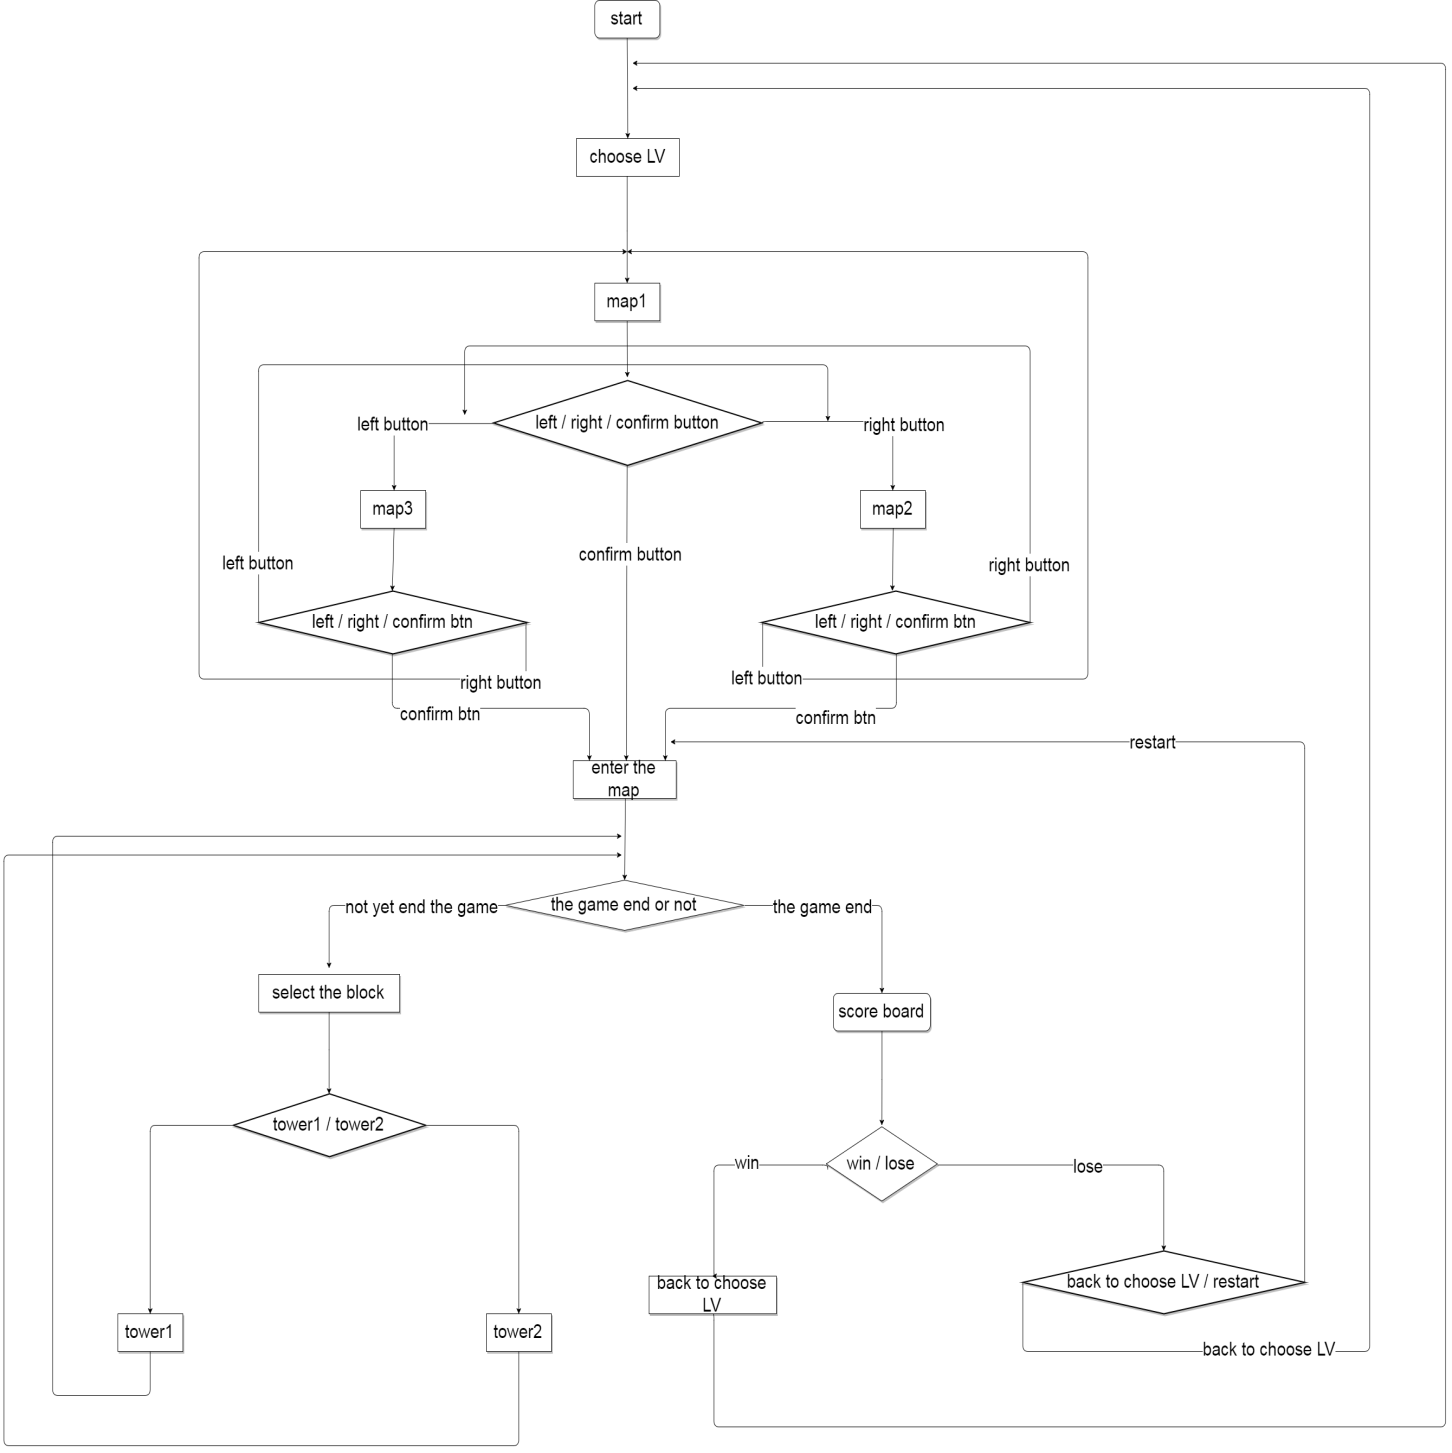 start
choose LV
map1
left / right / confirm button
left button
right button
map3
map2
confirm button
left button
right button
left / right / confirm btn
left / right / confirm btn
right button
left button
confirm btn
confirm btn
restart
enter the
map
the game end or not
not yet end the game
the game end
select the block
score board
tower1 / tower2
win / lose
win
lose
back to choose LV / restart
back to choose
LV
tower1
tower2
back to choose LV